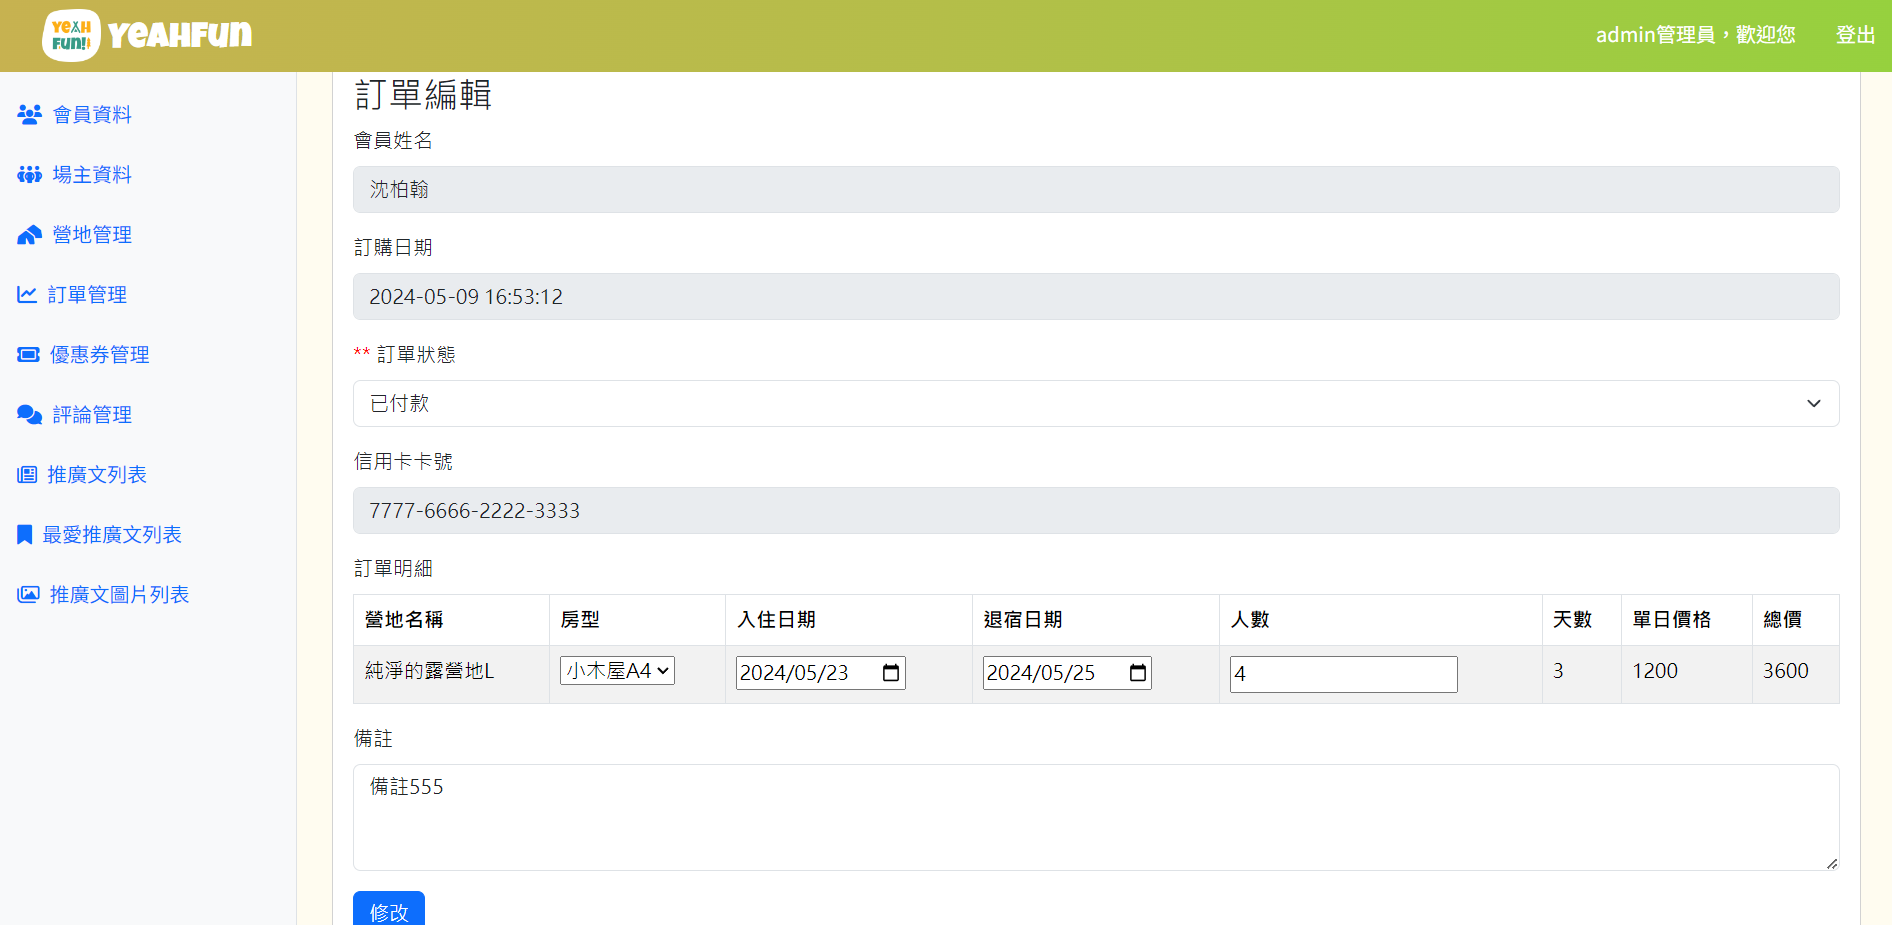 YEAH FUN! YEAHFUN
admin管理員，歡迎您 登出
會員資料
場主資料
營地管理
訂單管理
優惠券管理
評論管理
推廣文列表
最愛推廣文列表
推廣文圖片列表
訂單編輯
會員姓名
沈柏翰
訂購日期
2024-05-09 16:53:12
** 訂單狀態
已付款
信用卡卡號
7777-6666-2222-3333
訂單明細
營地名稱 房型 入住日期 退宿日期 人數 天數 單日價格 總價
純淨的露營地L 小木屋A4 2024/05/23 2024/05/25 4 3 1200 3600
備註
備註555
修改